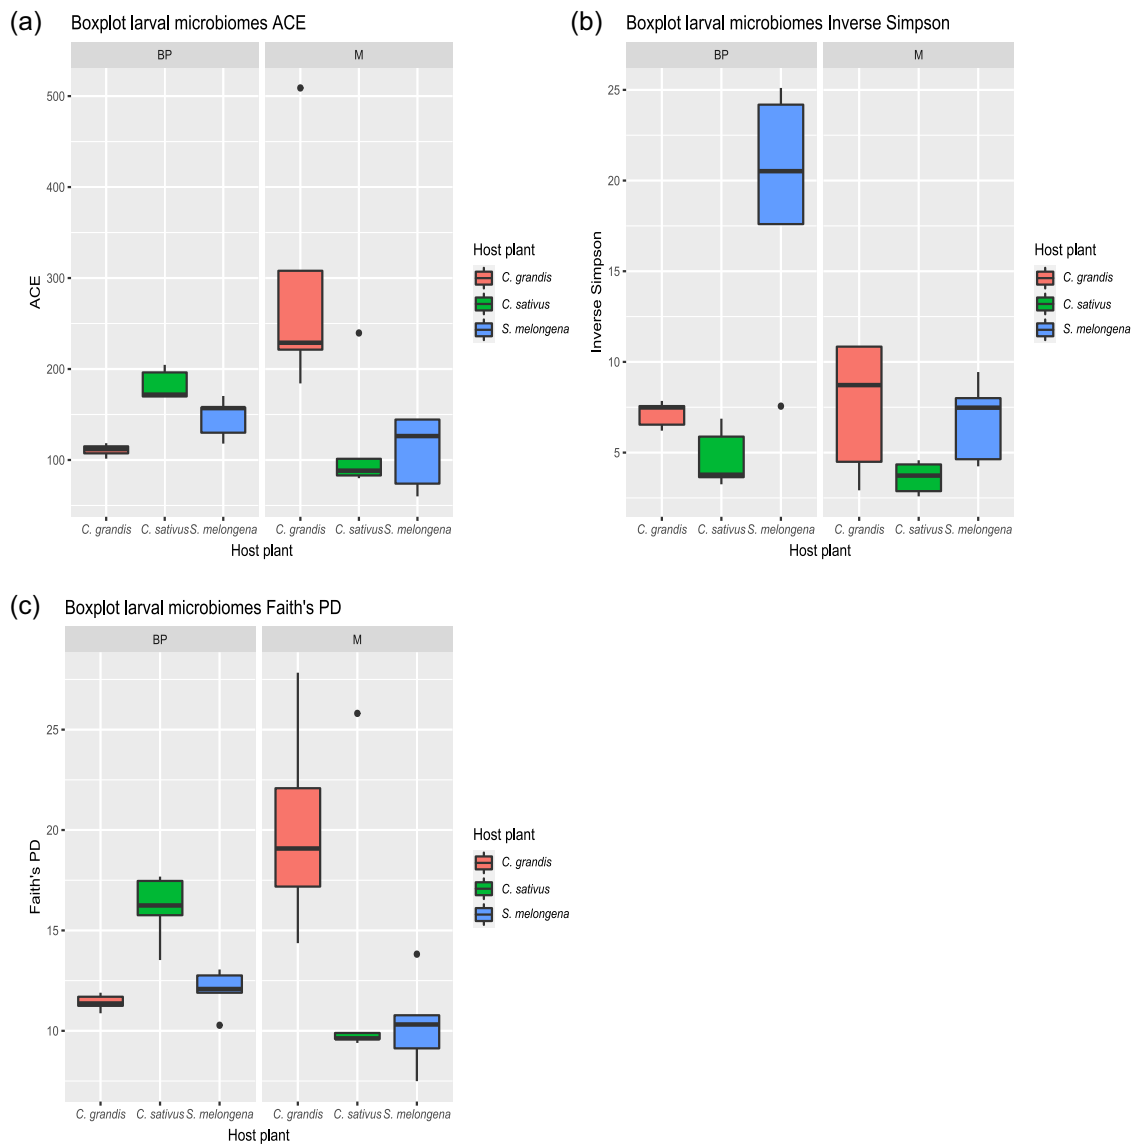 (a)
Boxplot larval microbiomes ACE
BP
M
500
400
300
200
100
ACE
C. grandis
C. sativus
S. melongena
C. grandis
C. sativus
S. melongena
Host plant
Host plant
C. grandis
C. sativus
S. melongena
(b)
Boxplot larval microbiomes Inverse Simpson
BP
M
25
20
15
10
5
Inverse Simpson
C. grandis
C. sativus
S. melongena
C. grandis
C. sativus
S. melongena
Host plant
Host plant
C. grandis
C. sativus
S. melongena
(c)
Boxplot larval microbiomes Faith's PD
BP
M
25
20
15
10
Faith's PD
C. grandis
C. sativus
S. melongena
C. grandis
C. sativus
S. melongena
Host plant
Host plant
C. grandis
C. sativus
S. melongena